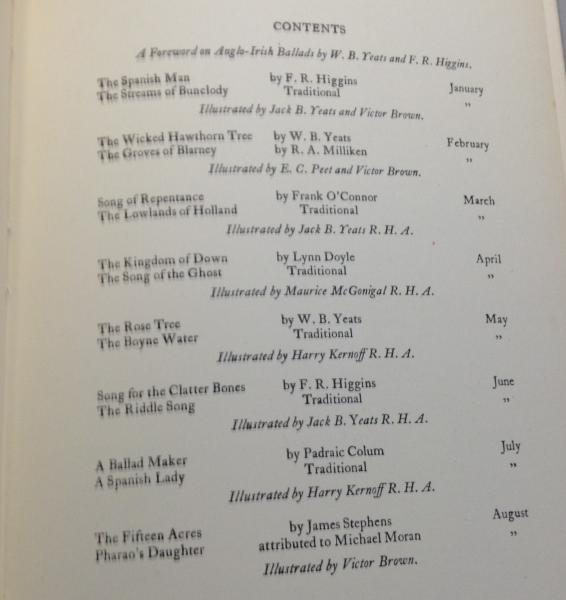 CONTENTS
A Foreword on Anglo-Irish Ballads by W. B. Yeats and F. R. Higgins.
The Spanish Man by F. R. Higgins January
The Streams of Bunclody Traditional "
Illustrated by Jack B. Yeats and Victor Brown.
The Wicked Hawthorn Tree by W. B. Yeats February
The Groves of Blarney by R. A. Milliken "
Illustrated by E. C. Peet and Victor Brown.
Song of Repentance by Frank O'Connor March
The Lowlands of Holland Traditional "
Illustrated by Jack B. Yeats R. H. A.
The Kingdom of Down by Lynn Doyle April
The Song of the Ghost Traditional "
Illustrated by Maurice McGonigal R. H. A.
The Rose Tree by W. B. Yeats May
The Boyne Water Traditional "
Illustrated by Harry Kernoff R. H. A.
Song for the Clatter Bones by F. R. Higgins June
The Riddle Song Traditional "
Illustrated by Jack B. Yeats R. H. A.
A Ballad Maker by Padraic Colum July
A Spanish Lady Traditional "
Illustrated by Harry Kernoff R. H. A.
The Fifteen Acres by James Stephens August
Pharao's Daughter attributed to Michael Moran "
Illustrated by Victor Brown.